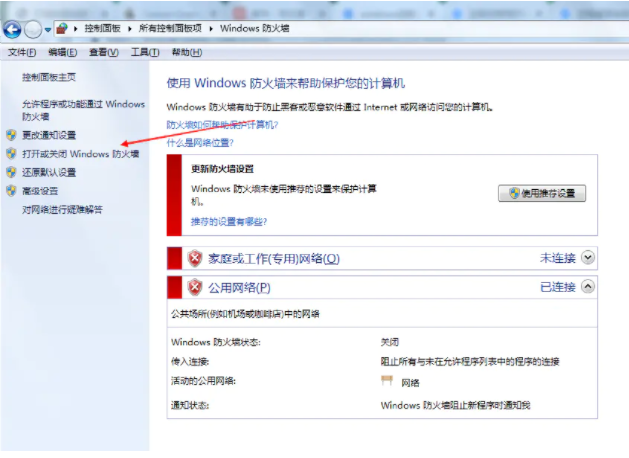 控制面板 所有控制面板项 Windows 防火墙
文件(F) 编辑(E) 查看(V) 工具(T) 帮助(H)
控制面板主页
允许程序或功能通过 Windows
防火墙
更改通知设置
打开或关闭 Windows 防火墙
还原默认设置
高级设置
对网络进行疑难解答
使用 Windows 防火墙来帮助保护您的计算机
Windows 防火墙有助于防止黑客或恶意软件通过 Internet 或网络访问您的计算机。
防火墙如何帮助保护计算机?
什么是网络位置?
更新防火墙设置
Windows 防火墙未使用推荐的设置来保护计算
机。
使用推荐设置
推荐的设置有哪些?
家庭或工作(专用)网络(O) 未连接
公用网络(P) 已连接
公共场所(例如机场或咖啡店)中的网络
Windows 防火墙状态: 关闭
传入连接: 阻止所有与未在允许程序列表中的程序的连接
活动的公用网络: 网络
通知状态: Windows 防火墙阻止新程序时通知我